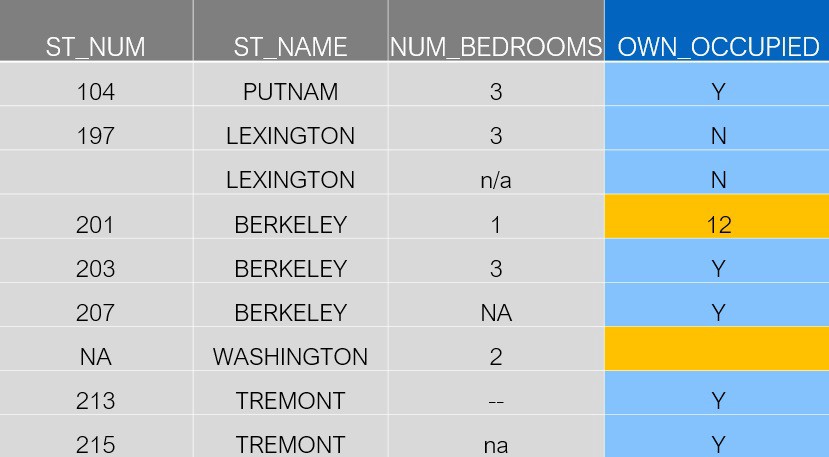 ST_NUM ST_NAME NUM_BEDROOMS OWN_OCCUPIED
104 PUTNAM 3 Y
197 LEXINGTON 3 N
LEXINGTON n/a N
201 BERKELEY 1 12
203 BERKELEY 3 Y
207 BERKELEY NA Y
NA WASHINGTON 2
213 TREMONT -- Y
215 TREMONT na Y